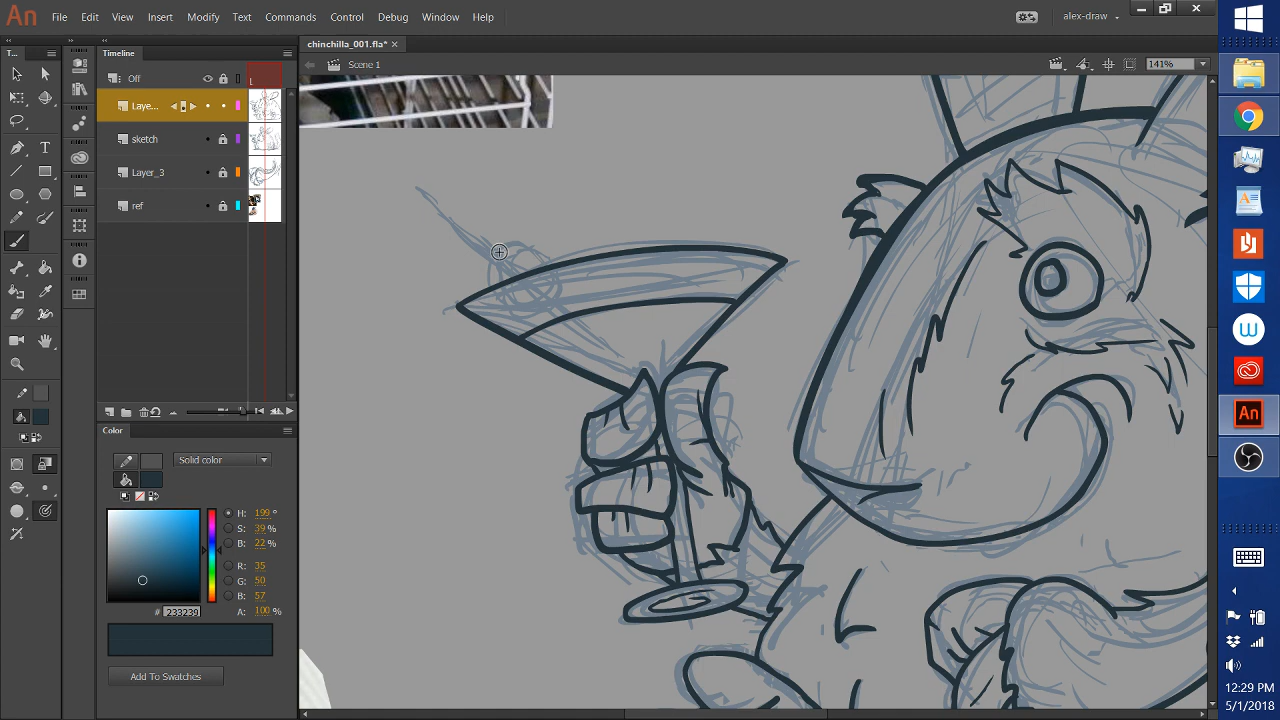 An File Edit View Insert Modify Text Commands Control Debug Window Help alex-draw
T... Timeline chinchilla_001.fla* ×
Scene 1 141%
Off 1
Laye...
sketch
Layer_3
ref
Color
Solid color
H: 199 °
S: 39 %
B: 22 %
R: 35
G: 50
B: 57
# 233239 A: 100 %
Add To Swatches
An
12:29 PM
5/1/2018